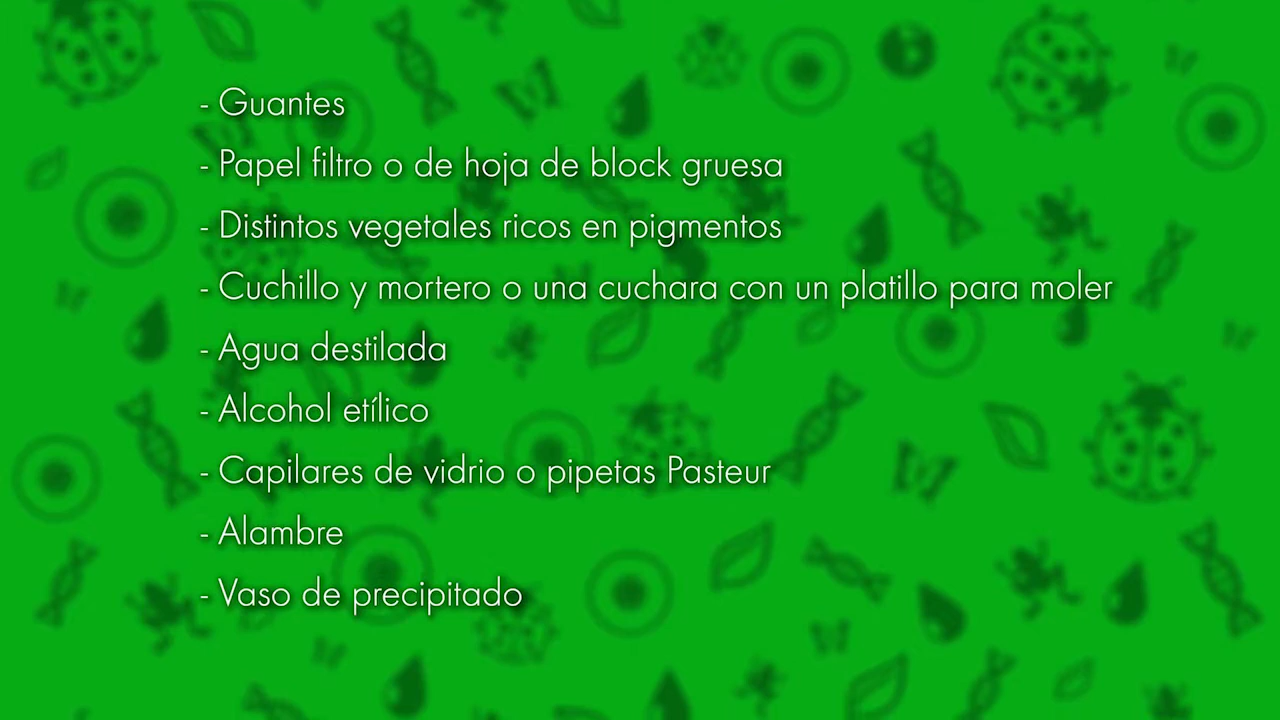 - Guantes
- Papel filtro o de hoja de block gruesa
- Distintos vegetales ricos en pigmentos
- Cuchillo y mortero o una cuchara con un platillo para moler
- Agua destilada
- Alcohol etílico
- Capilares de vidrio o pipetas Pasteur
- Alambre
- Vaso de precipitado